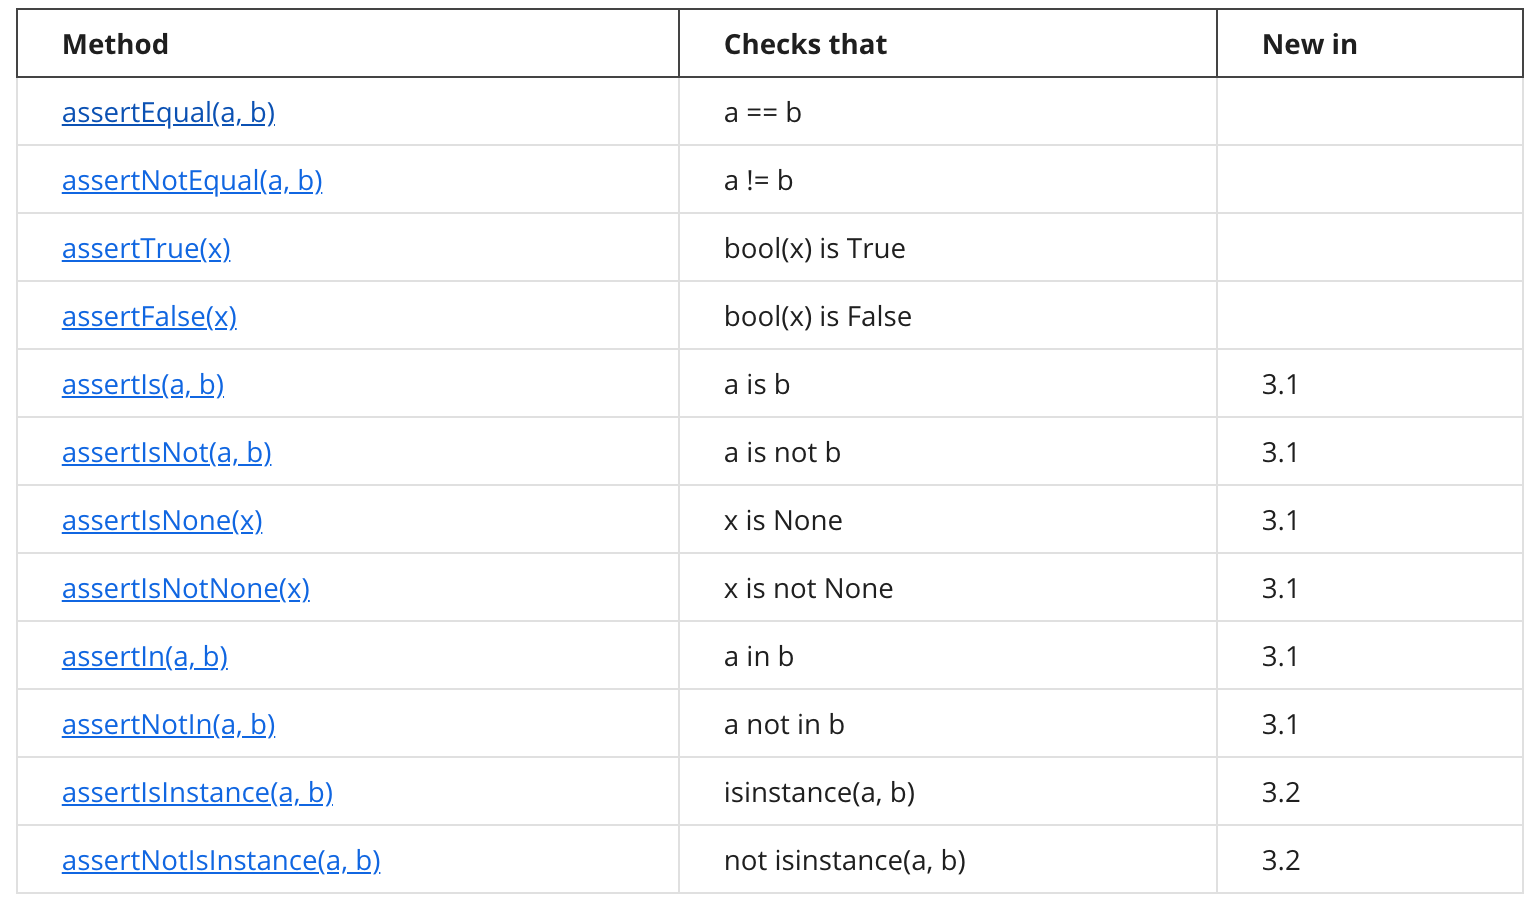 Method Checks that New in
assertEqual(a, b) a == b
assertNotEqual(a, b) a != b
assertTrue(x) bool(x) is True
assertFalse(x) bool(x) is False
assertIs(a, b) a is b 3.1
assertIsNot(a, b) a is not b 3.1
assertIsNone(x) x is None 3.1
assertIsNotNone(x) x is not None 3.1
assertIn(a, b) a in b 3.1
assertNotIn(a, b) a not in b 3.1
assertIsInstance(a, b) isinstance(a, b) 3.2
assertNotIsInstance(a, b) not isinstance(a, b) 3.2